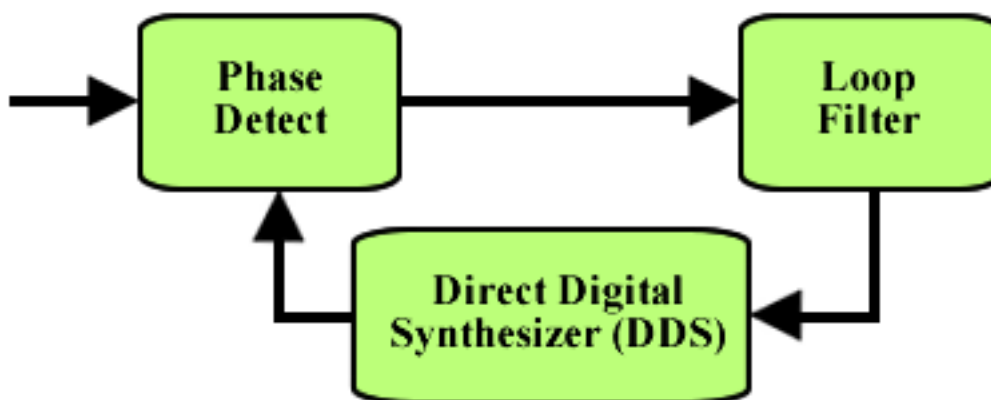 Phase
Detect
Loop
Filter
Direct Digital
Synthesizer (DDS)